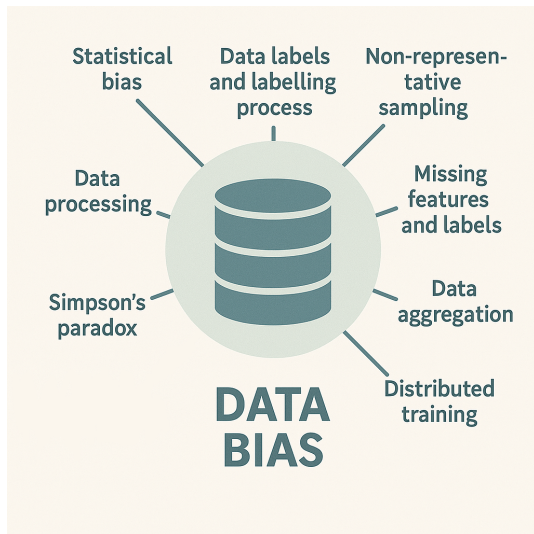 Statistical
bias
Data labels
and labelling
process
Non-represen-
tative
sampling
Data
processing
Missing
features
and labels
Simpson's
paradox
Data
aggregation
Distributed
training
DATA
BIAS